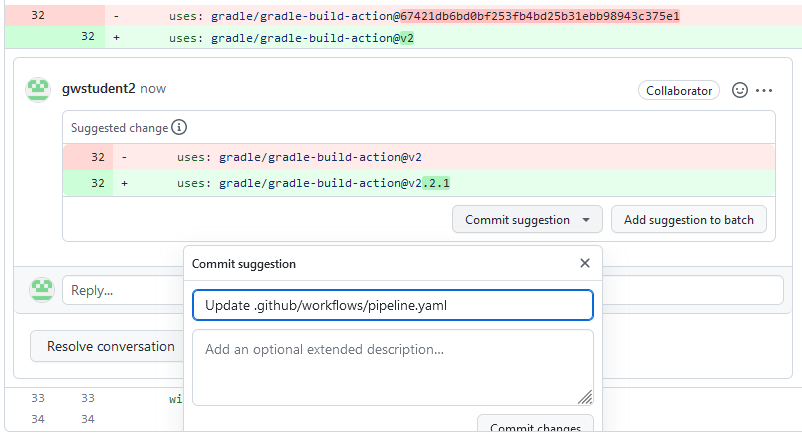 32 - uses: gradle/gradle-build-action@67421db6bd0bf253fb4bd25b31ebb98943c375e1
32 + uses: gradle/gradle-build-action@v2
gwstudent2 now Collaborator
Suggested change
32 - uses: gradle/gradle-build-action@v2
32 + uses: gradle/gradle-build-action@v2.2.1
Commit suggestion Add suggestion to batch
Commit suggestion
Reply...
Update .github/workflows/pipeline.yaml
Resolve conversation
Add an optional extended description...
33 33 wi
34 34
Commit changes